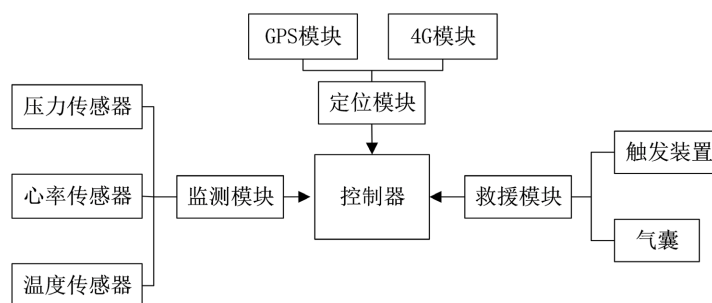 GPS模块
4G模块
定位模块
压力传感器
心率传感器
温度传感器
监测模块
控制器
救援模块
触发装置
气囊